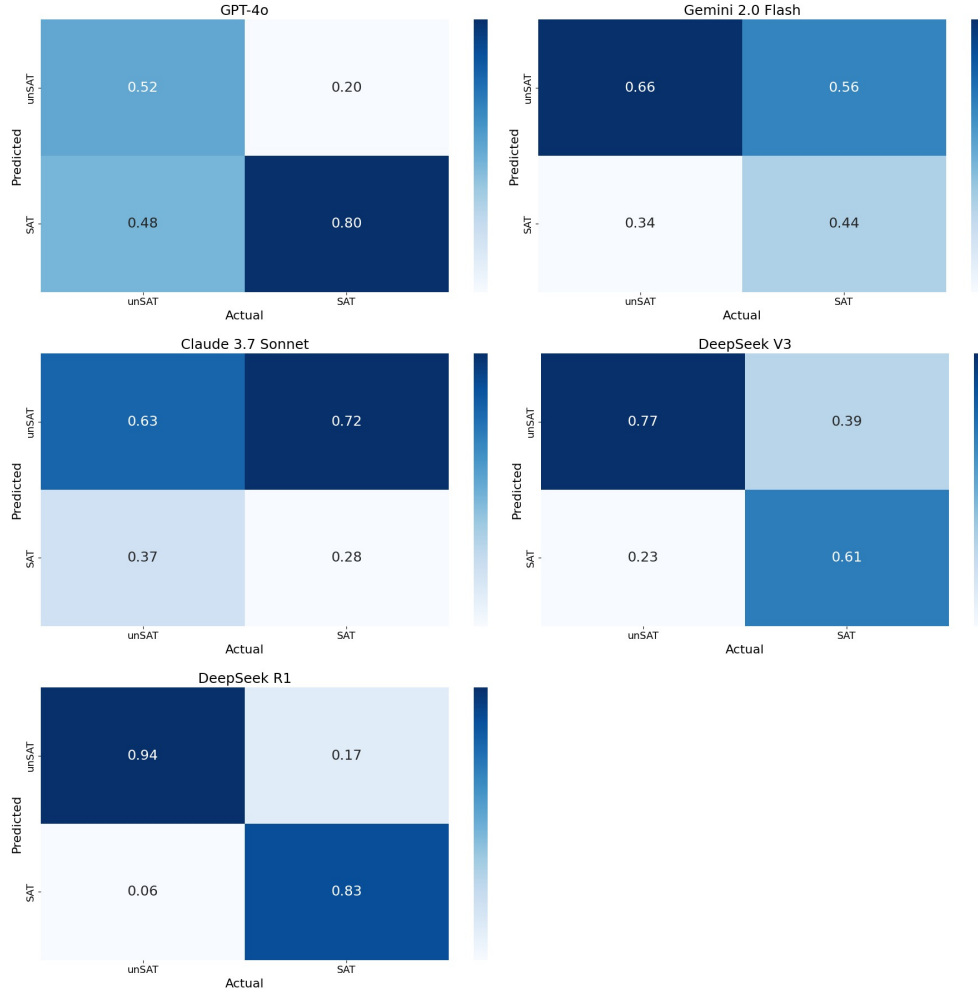 GPT-4o
unSAT
0.52
0.20
Predicted
SAT
0.48
0.80
unSAT
SAT
Actual
Gemini 2.0 Flash
unSAT
0.66
0.56
Predicted
SAT
0.34
0.44
unSAT
SAT
Actual
Claude 3.7 Sonnet
unSAT
0.63
0.72
Predicted
SAT
0.37
0.28
unSAT
SAT
Actual
DeepSeek V3
unSAT
0.77
0.39
Predicted
SAT
0.23
0.61
unSAT
SAT
Actual
DeepSeek R1
unSAT
0.94
0.17
Predicted
SAT
0.06
0.83
unSAT
SAT
Actual